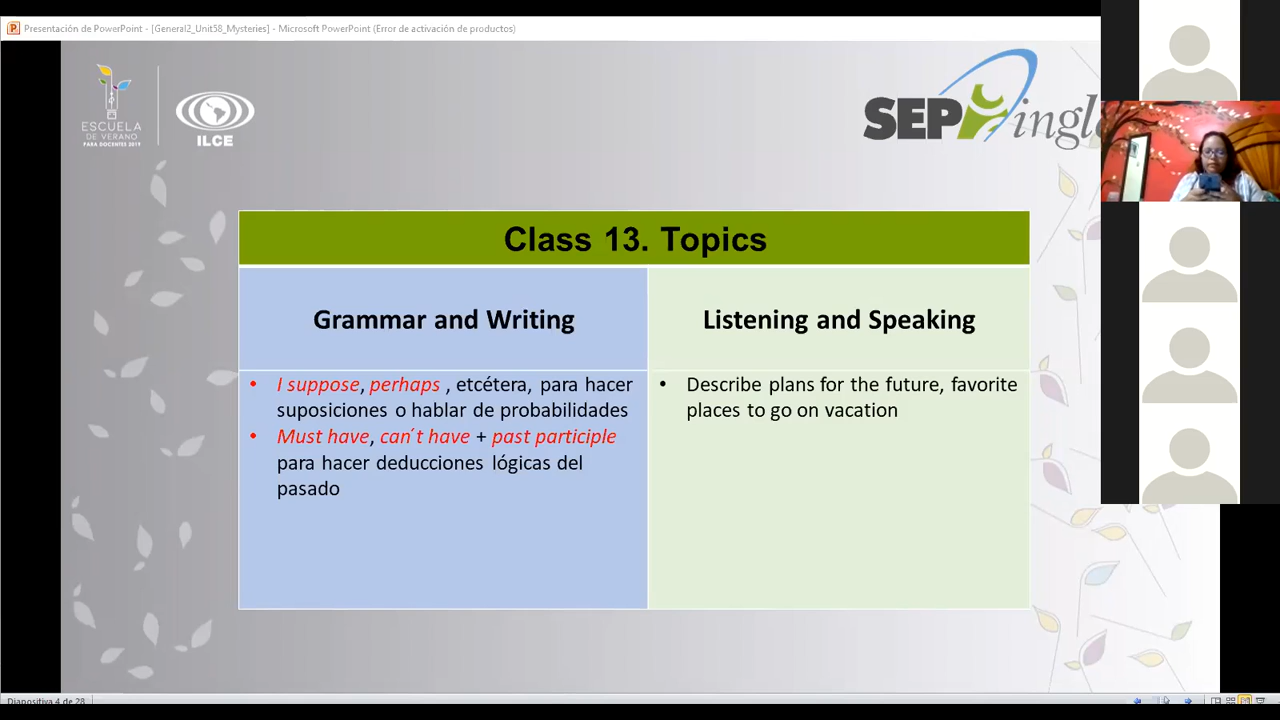 Presentación de PowerPoint - [General2_Unit58_Mysteries] - Microsoft PowerPoint (Error de activación de productos)
ESCUELA
DE VERANO
PARA DOCENTES 2019
ILCE
SEP ingl
Class 13. Topics
Grammar and Writing
Listening and Speaking
• I suppose, perhaps , etcétera, para hacer
suposiciones o hablar de probabilidades
• Must have, can´t have + past participle
para hacer deducciones lógicas del
pasado
• Describe plans for the future, favorite
places to go on vacation
Diapositiva 4 de 28